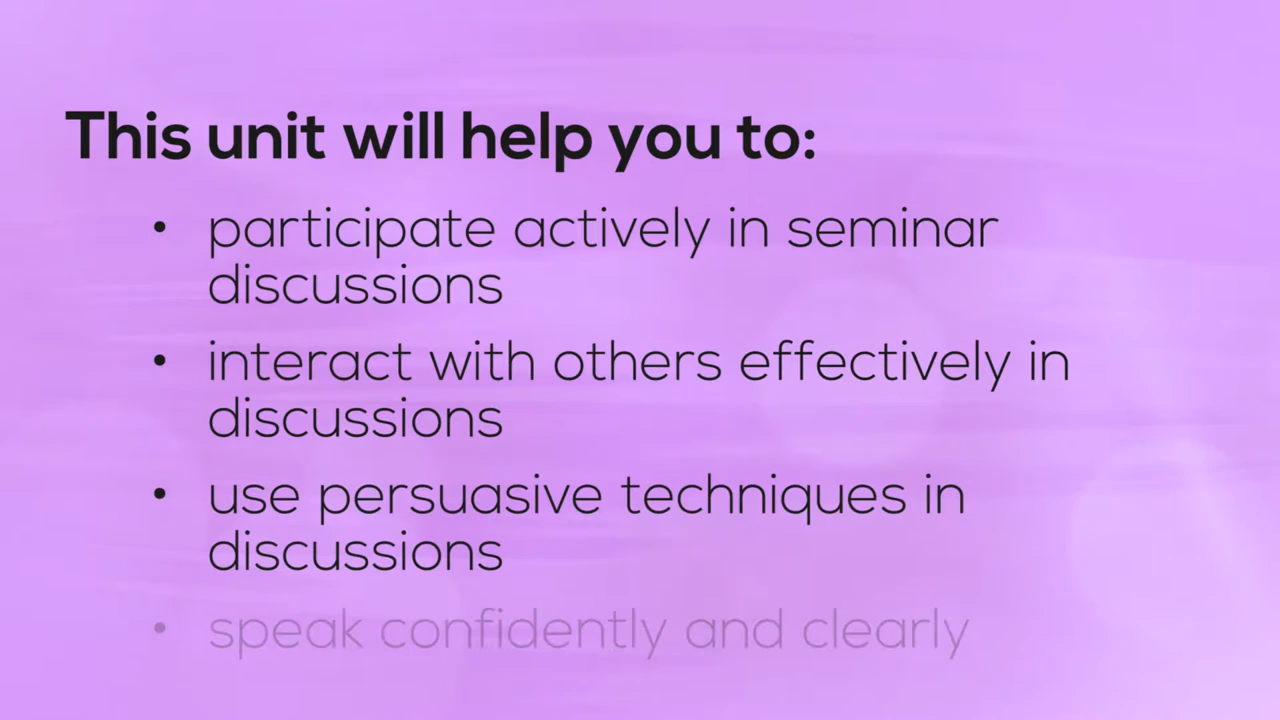 This unit will help you to:
• participate actively in seminar
discussions
• interact with others effectively in
discussions
• use persuasive techniques in
discussions
• speak confidently and clearly